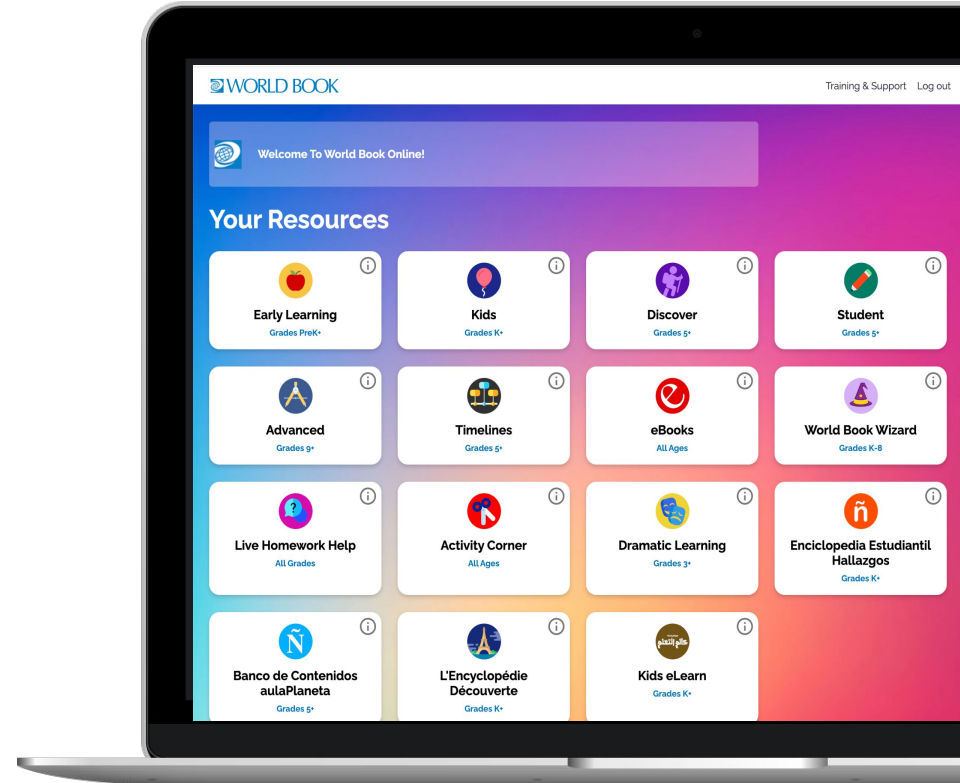 WORLD BOOK
Training & Support Log out
Welcome To World Book Online!
Your Resources
Early Learning
Grades PreK+
Kids
Grades K+
Discover
Grades 5+
Student
Grades 5+
Advanced
Grades 9+
Timelines
Grades 5+
eBooks
All Ages
World Book Wizard
Grades K-8
?
Live Homework Help
All Grades
Activity Corner
All Ages
Dramatic Learning
Grades 3+
ñ
Enciclopedia Estudiantil
Hallazgos
Grades K+
Ñ
Banco de Contenidos
aulaPlaneta
Grades 5+
L'Encyclopédie
Découverte
Grades K+
عالم التعلم
Kids eLearn
Grades K+